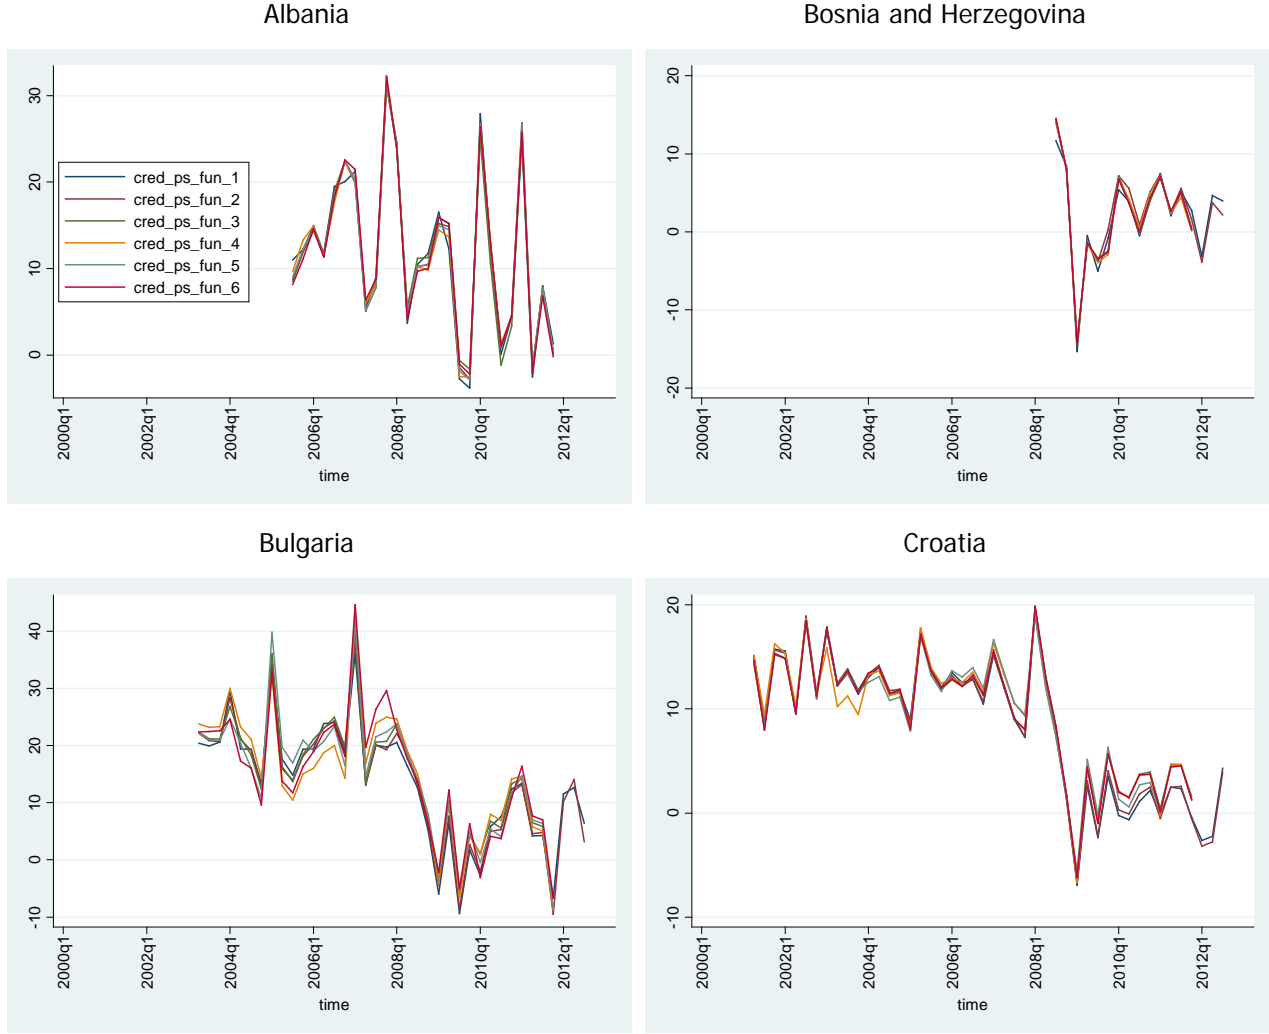 Albania
30
20
10
0
cred_ps_fun_1
cred_ps_fun_2
cred_ps_fun_3
cred_ps_fun_4
cred_ps_fun_5
cred_ps_fun_6
2000q1
2002q1
2004q1
2006q1
2008q1
2010q1
2012q1
time
Bosnia and Herzegovina
20
10
0
-10
-20
2000q1
2002q1
2004q1
2006q1
2008q1
2010q1
2012q1
time
Bulgaria
40
30
20
10
0
-10
2000q1
2002q1
2004q1
2006q1
2008q1
2010q1
2012q1
time
Croatia
20
10
0
-10
2000q1
2002q1
2004q1
2006q1
2008q1
2010q1
2012q1
time